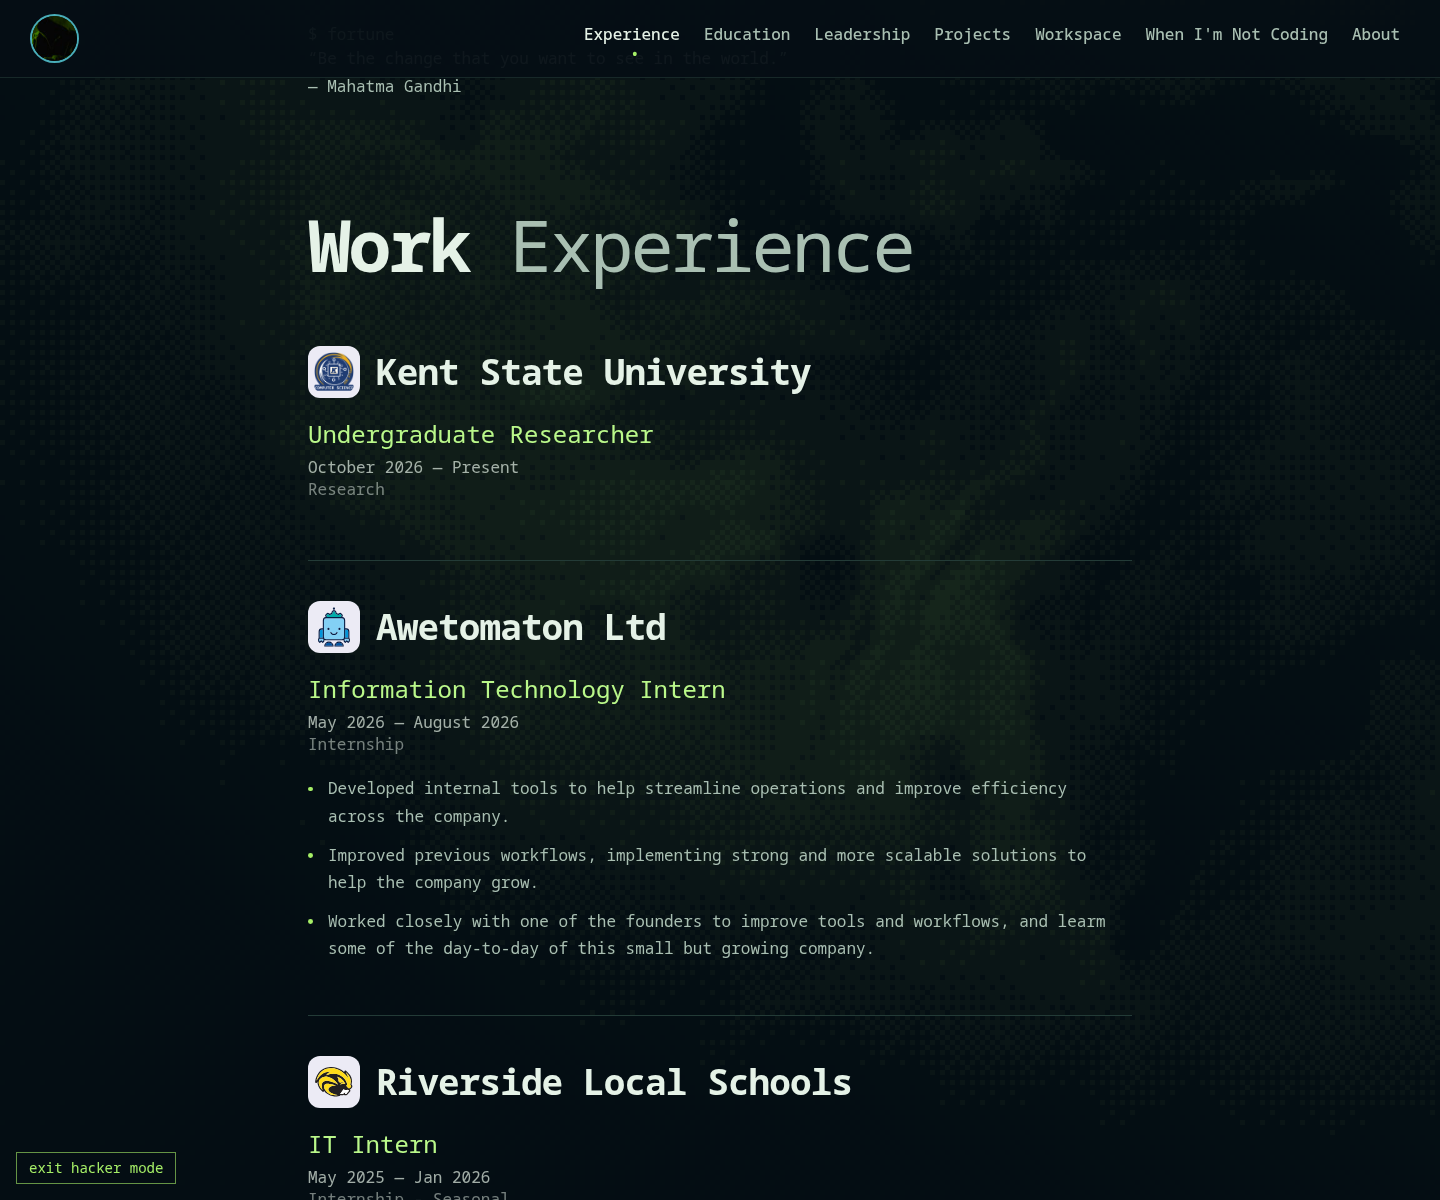 $ fortune
"Be the change that you want to see in the world."
— Mahatma Gandhi
Experience
Education
Leadership
Projects
Workspace
When I'm Not Coding
About
Work Experience
Kent State University
Undergraduate Researcher
October 2026 — Present
Research
Awetomaton Ltd
Information Technology Intern
May 2026 — August 2026
Internship
• Developed internal tools to help streamline operations and improve efficiency
across the company.
• Improved previous workflows, implementing strong and more scalable solutions to
help the company grow.
• Worked closely with one of the founders to improve tools and workflows, and learn
some of the day-to-day of this small but growing company.
Riverside Local Schools
IT Intern
May 2025 — Jan 2026
Internship · Seasonal
exit hacker mode